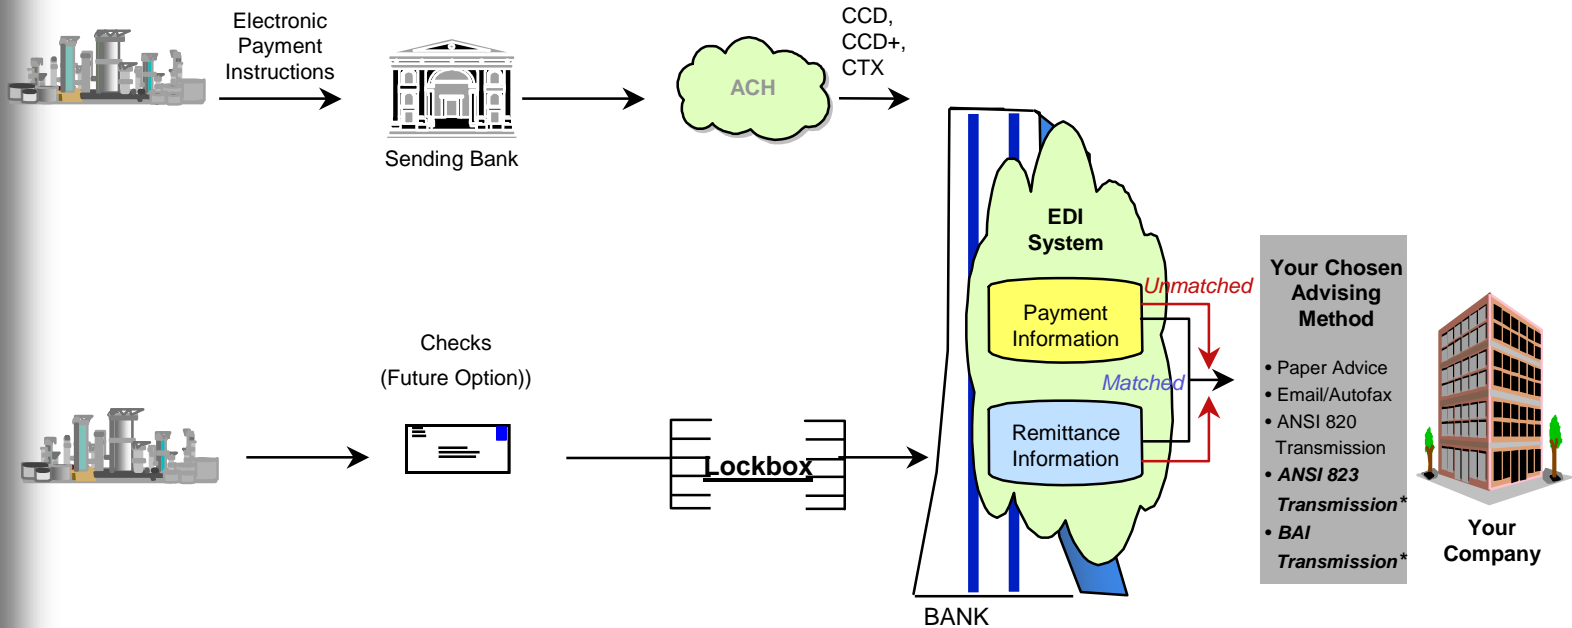 Electronic
Payment
Instructions
Sending Bank
ACH
CCD,
CCD+,
CTX
EDI
System
Payment
Information
Unmatched
Matched
Remittance
Information
BANK
Checks
(Future Option))
Lockbox
Your Chosen
Advising
Method
• Paper Advice
• Email/Autofax
• ANSI 820
Transmission
• ANSI 823
Transmission*
• BAI
Transmission*
Your
Company